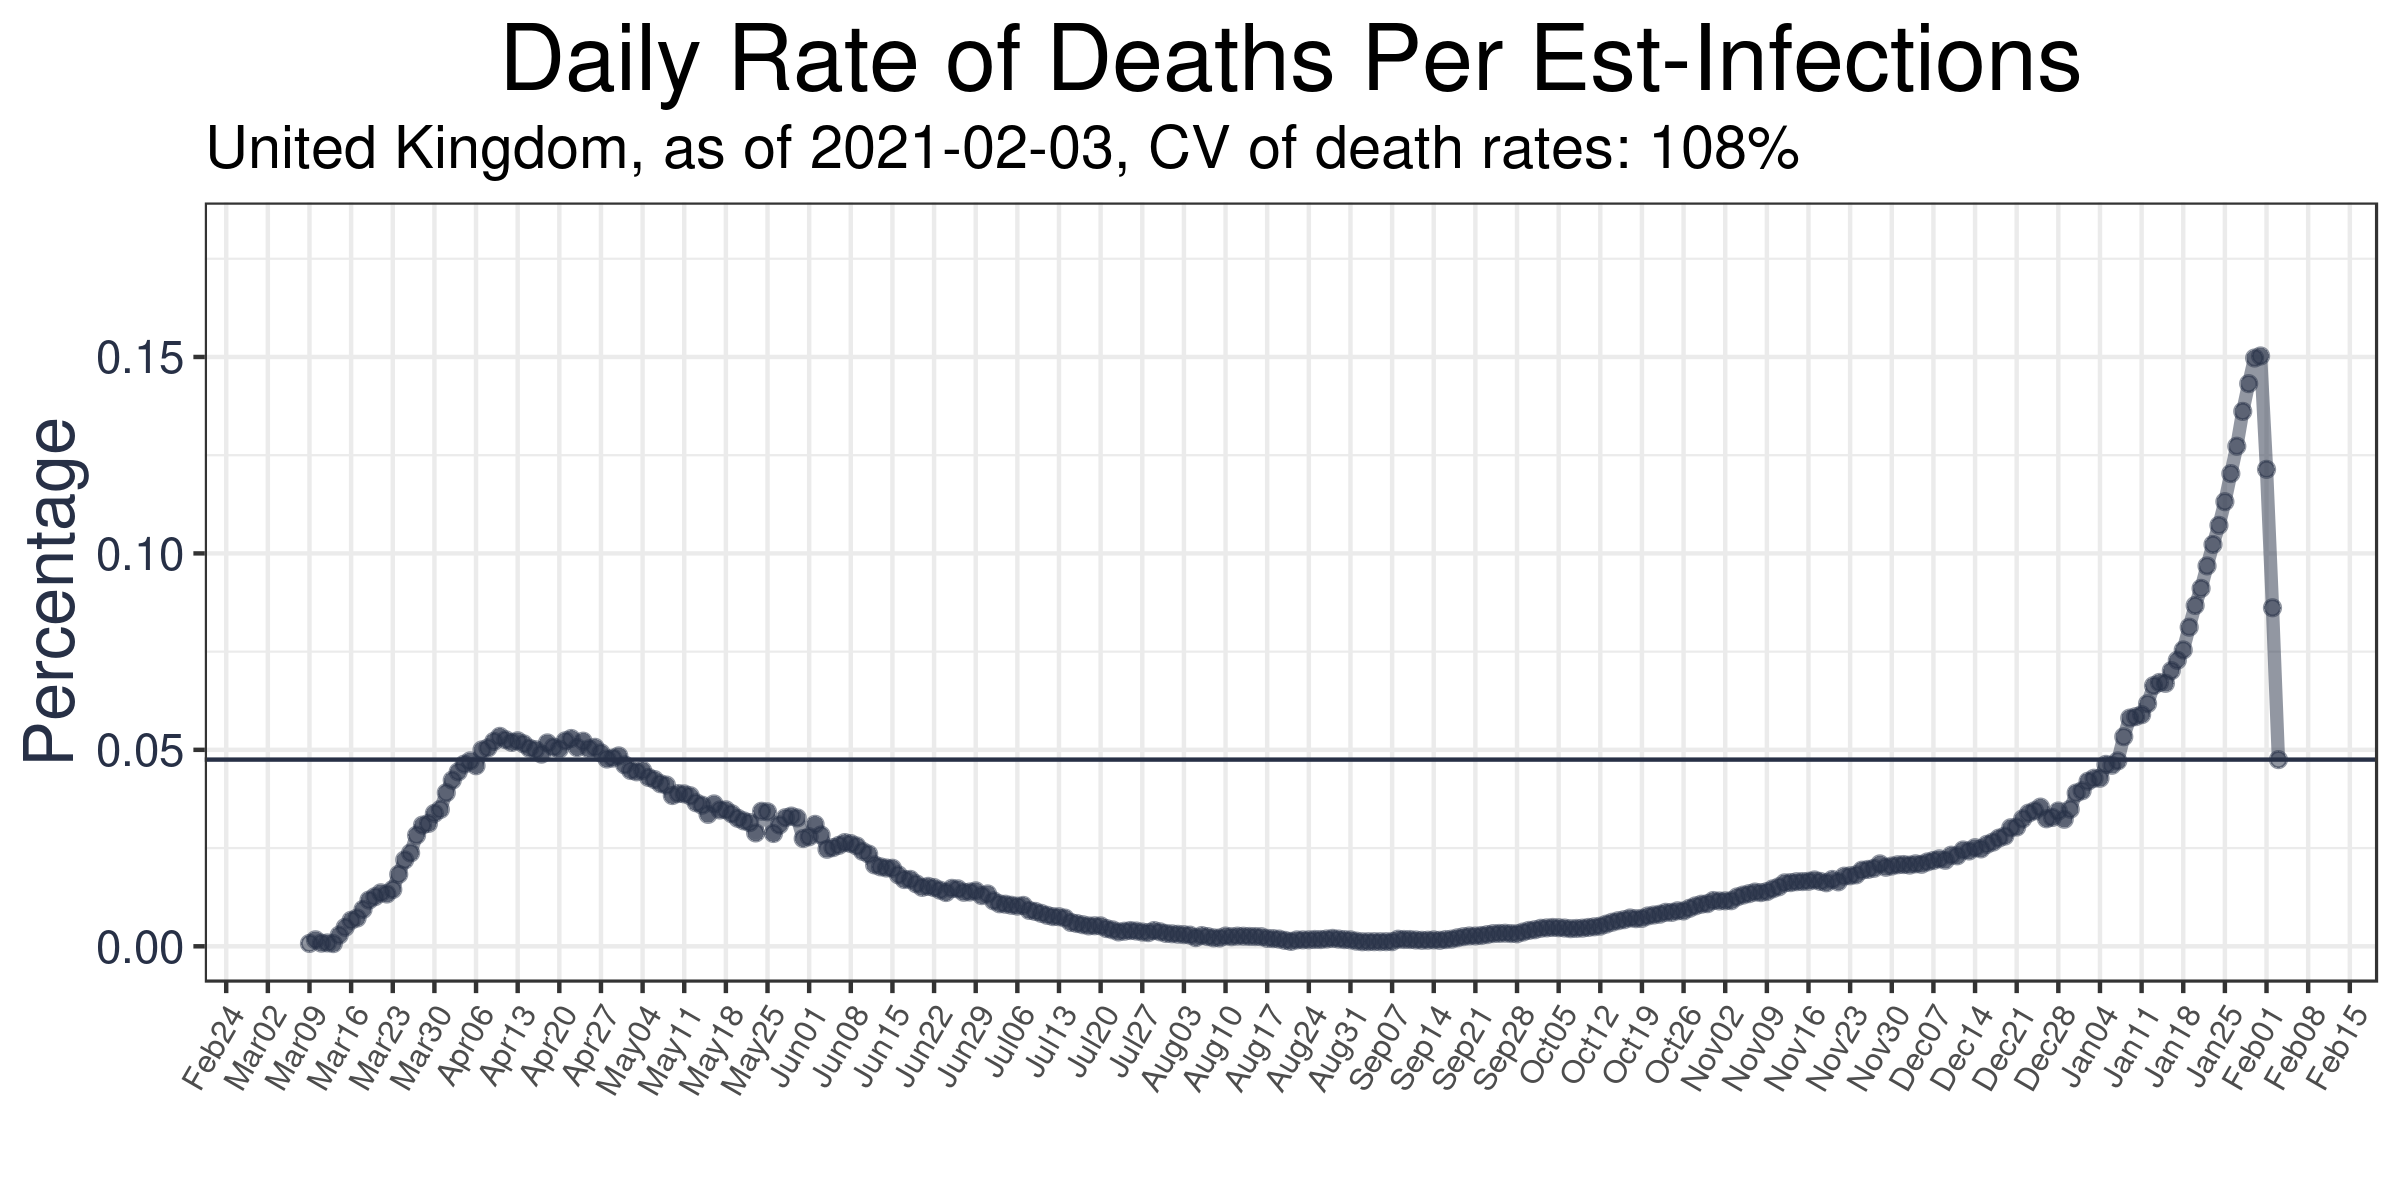 Daily Rate of Deaths Per Est-Infections
United Kingdom, as of 2021-02-03, CV of death rates: 108%
Percentage
0.15
0.10
0.05
0.00
Feb24
Mar02
Mar09
Mar16
Mar23
Mar30
Apr06
Apr13
Apr20
Apr27
May04
May11
May18
May25
Jun01
Jun08
Jun15
Jun22
Jun29
Jul06
Jul13
Jul20
Jul27
Aug03
Aug10
Aug17
Aug24
Aug31
Sep07
Sep14
Sep21
Sep28
Oct05
Oct12
Oct19
Oct26
Nov02
Nov09
Nov16
Nov23
Nov30
Dec07
Dec14
Dec21
Dec28
Jan04
Jan11
Jan18
Jan25
Feb01
Feb08
Feb15